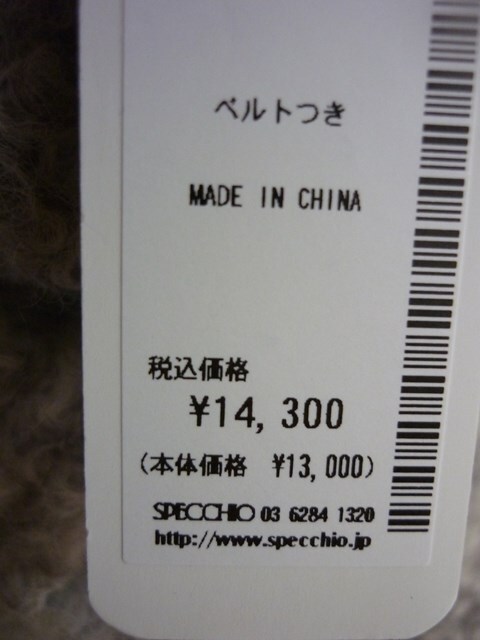 ベルトつき
MADE IN CHINA
税込価格
¥14,300
(本体価格 ¥13,000)
SPECCHIO 03 6284 1320
http://www.specchio.jp